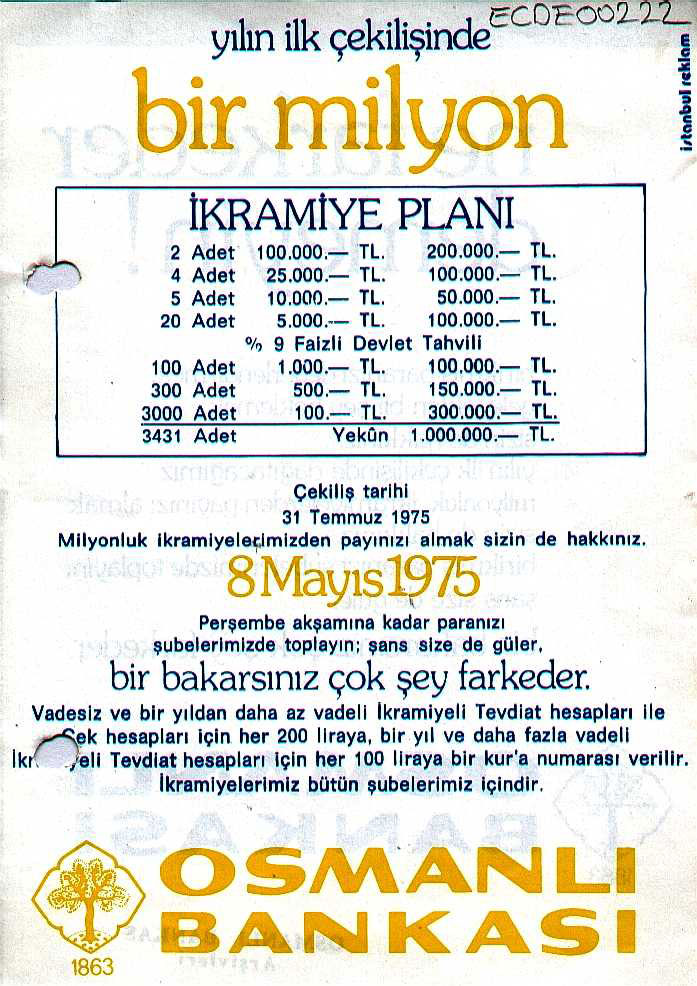 ECDE00222
yılın ilk çekilişinde
istanbul reklam
bir milyon
İKRAMİYE PLANI
2 Adet 100.000.— TL. 200.000.— TL.
4 Adet 25.000.— TL. 100.000.— TL.
5 Adet 10.000.— TL. 50.000.— TL.
20 Adet 5.000.— TL. 100.000.— TL.
% 9 Faizli Devlet Tahvili
100 Adet 1.000.— TL. 100.000.— TL.
300 Adet 500.— TL. 150.000.— TL.
3000 Adet 100.— TL. 300.000.— TL.
3431 Adet Yekûn 1.000.000.— TL.
Çekiliş tarihi
31 Temmuz 1975
Milyonluk ikramiyelerimizden payınızı almak sizin de hakkınız.
8 Mayıs 1975
Perşembe akşamına kadar paranızı
şubelerimizde toplayın; şans size de güler,
bir bakarsınız çok şey farkeder.
Vadesiz ve bir yıldan daha az vadeli İkramiyeli Tevdiat hesapları ile
Çek hesapları için her 200 liraya, bir yıl ve daha fazla vadeli
Tevdiat hesapları için her 100 liraya bir kur'a numarası verilir.
İkramiyelerimiz bütün şubelerimiz içindir.
OSMANLI
BANKASI
1863